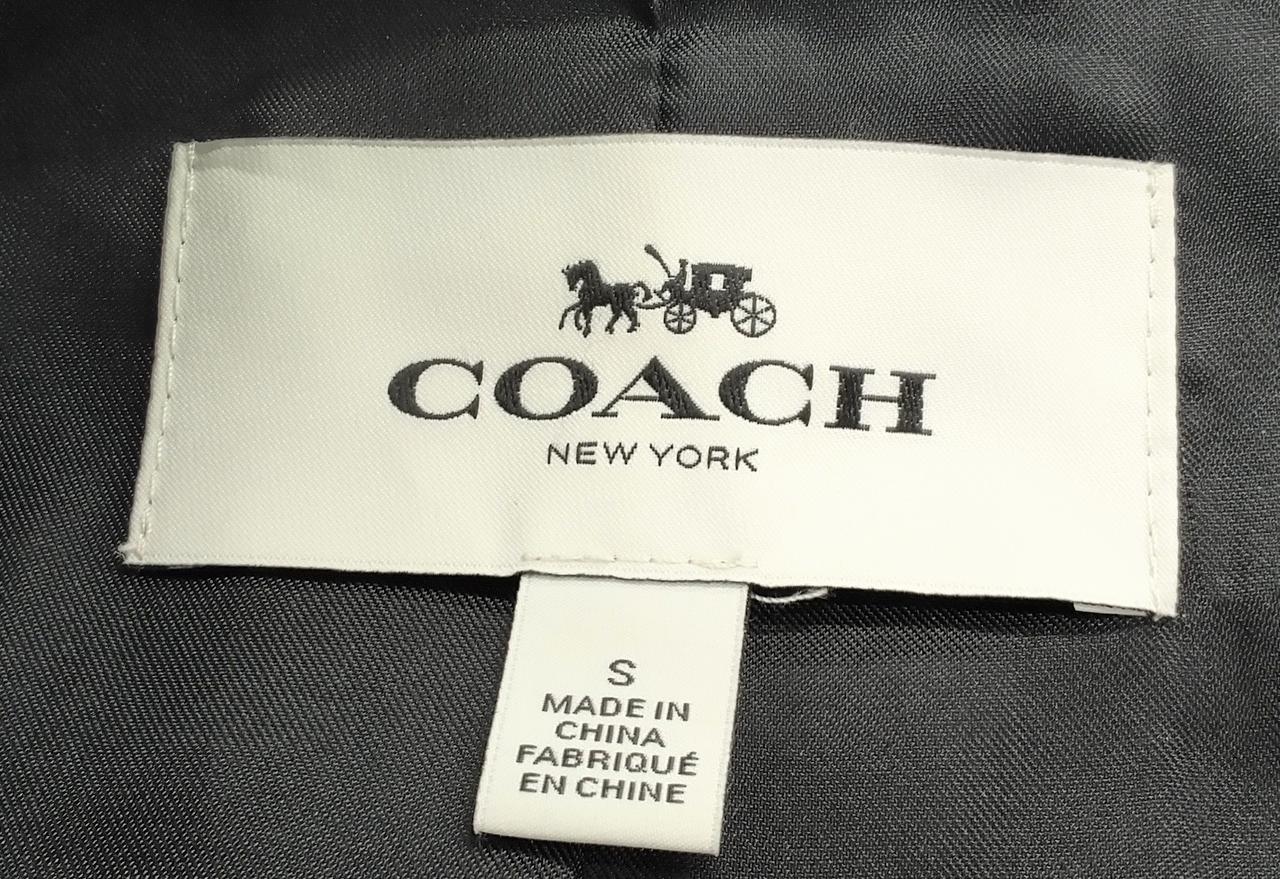 COACH
NEW YORK
S
MADE IN
CHINA
FABRIQUÉ
EN CHINE